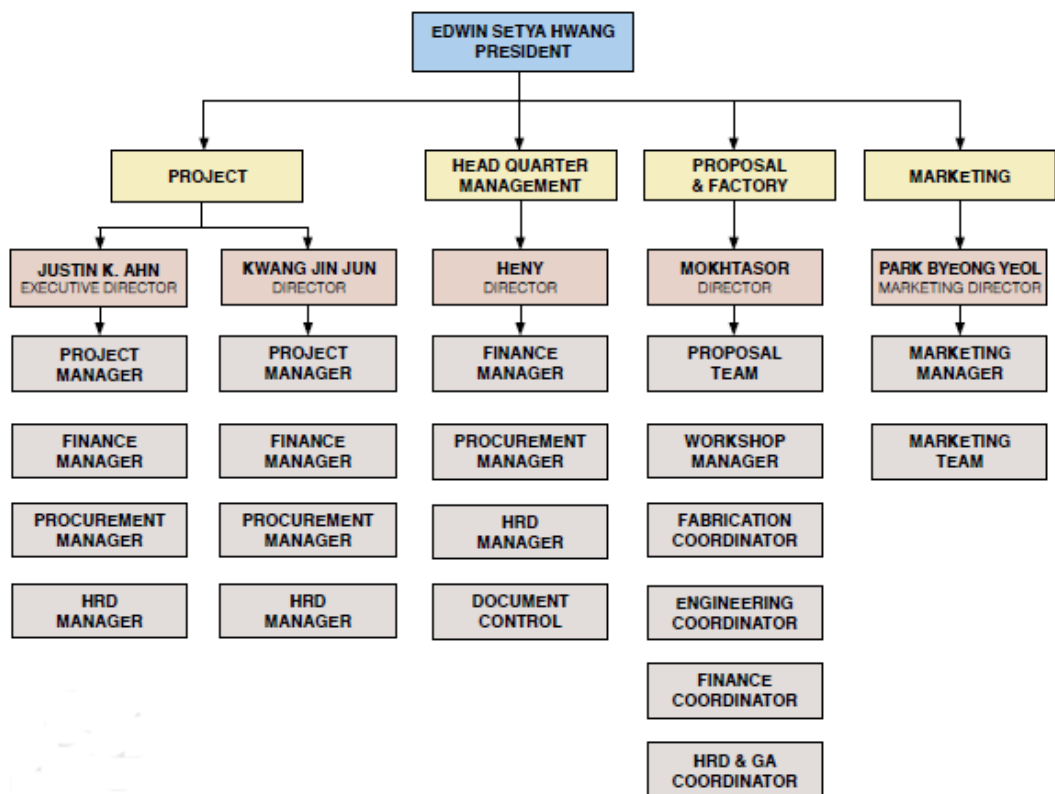 EDWIN SETYA HWANG
PRESIDENT
PROJECT
HEAD QUARTER
MANAGEMENT
PROPOSAL
& FACTORY
MARKETING
JUSTIN K. AHN
EXECUTIVE DIRECTOR
KWANG JIN JUN
DIRECTOR
HENY
DIRECTOR
MOKHTASOR
DIRECTOR
PARK BYEONG YEOL
MARKETING DIRECTOR
PROJECT
MANAGER
PROJECT
MANAGER
FINANCE
MANAGER
PROPOSAL
TEAM
MARKETING
MANAGER
FINANCE
MANAGER
FINANCE
MANAGER
PROCUREMENT
MANAGER
WORKSHOP
MANAGER
MARKETING
TEAM
PROCUREMENT
MANAGER
PROCUREMENT
MANAGER
HRD
MANAGER
FABRICATION
COORDINATOR
HRD
MANAGER
HRD
MANAGER
DOCUMENT
CONTROL
ENGINEERING
COORDINATOR
FINANCE
COORDINATOR
HRD & GA
COORDINATOR